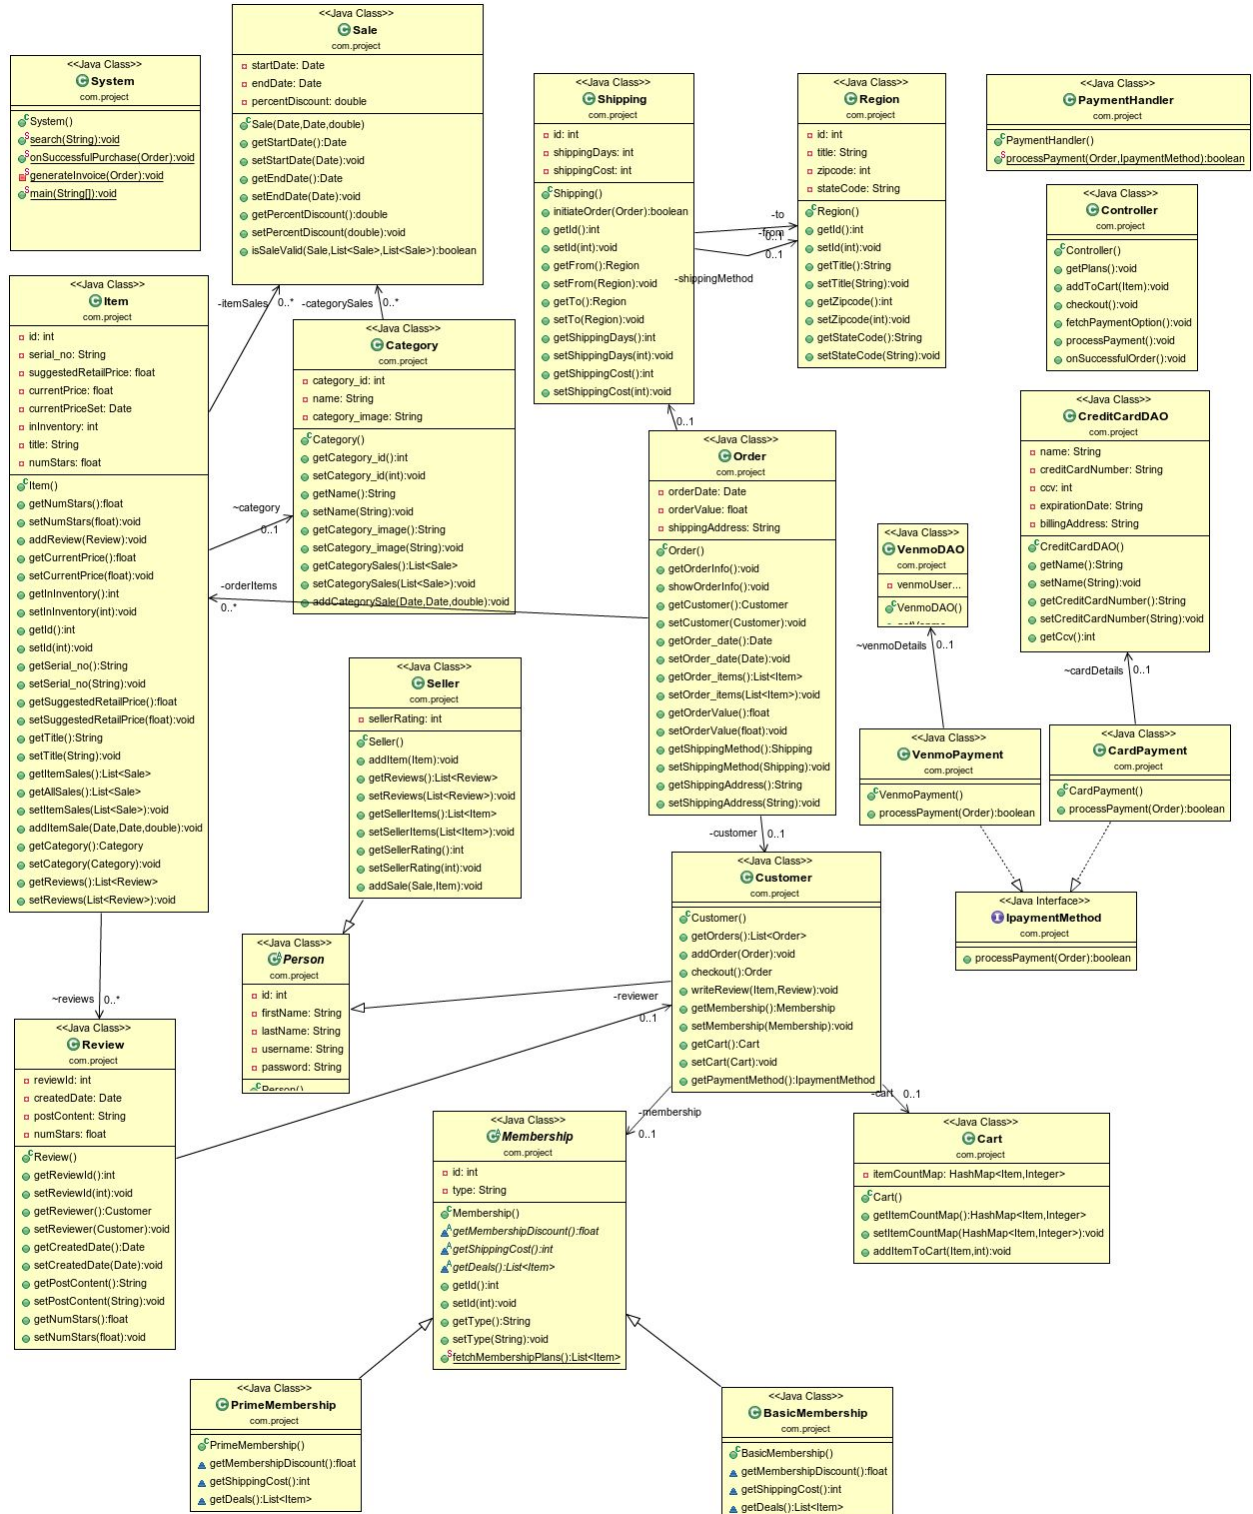 <<Java Class>>
System
com.project
System()
search(String):void
onSuccessfulPurchase(Order):void
generateInvoice(Order):void
main(String[]):void
<<Java Class>>
Sale
com.project
startDate: Date
endDate: Date
percentDiscount: double
Sale(Date,Date,double)
getStartDate():Date
setStartDate(Date):void
getEndDate():Date
setEndDate(Date):void
getPercentDiscount():double
setPercentDiscount(double):void
isSaleValid(Sale,List<Sale>,List<Sale>):boolean
<<Java Class>>
Shipping
com.project
id: int
shippingDays: int
shippingCost: int
Shipping()
initiateOrder(Order):boolean
getId():int
setId(int):void
getFrom():Region
setFrom(Region):void
getTo():Region
setTo(Region):void
getShippingDays():int
setShippingDays(int):void
getShippingCost():int
setShippingCost(int):void
-to
-from
0..1
0..1
-shippingMethod
0..1
<<Java Class>>
Region
com.project
id: int
title: String
zipcode: int
stateCode: String
Region()
getId():int
setId(int):void
getTitle():String
setTitle(String):void
getZipcode():int
setZipcode(int):void
getStateCode():String
setStateCode(String):void
<<Java Class>>
PaymentHandler
com.project
PaymentHandler()
processPayment(Order,IpaymentMethod):boolean
<<Java Class>>
Controller
com.project
Controller()
getPlans():void
addToCart(Item):void
checkout():void
fetchPaymentOption():void
processPayment():void
onSuccessfulOrder():void
<<Java Class>>
Item
com.project
id: int
serial_no: String
suggestedRetailPrice: float
currentPrice: float
currentPriceSet: Date
inInventory: int
title: String
numStars: float
Item()
getNumStars():float
setNumStars(float):void
addReview(Review):void
getCurrentPrice():float
setCurrentPrice(float):void
getInInventory():int
setInInventory(int):void
getId():int
setId(int):void
getSerial_no():String
setSerial_no(String):void
getSuggestedRetailPrice():float
setSuggestedRetailPrice(float):void
getTitle():String
setTitle(String):void
getItemSales():List<Sale>
getAllSales():List<Sale>
setItemSales(List<Sale>):void
addItemSale(Date,Date,double):void
getCategory():Category
setCategory(Category):void
getReviews():List<Review>
setReviews(List<Review>):void
-itemSales 0..*
-categorySales 0..*
<<Java Class>>
Category
com.project
category_id: int
name: String
category_image: String
Category()
getCategory_id():int
setCategory_id(int):void
getName():String
setName(String):void
getCategory_image():String
setCategory_image(String):void
getCategorySales():List<Sale>
setCategorySales(List<Sale>):void
addCategorySale(Date,Date,double):void
~category
0..1
-orderItems
0..*
<<Java Class>>
Order
com.project
orderDate: Date
orderValue: float
shippingAddress: String
Order()
getOrderInfo():void
showOrderInfo():void
getCustomer():Customer
setCustomer(Customer):void
getOrder_date():Date
setOrder_date(Date):void
getOrder_items():List<Item>
setOrder_items(List<Item>):void
getOrderValue():float
setOrderValue(float):void
getShippingMethod():Shipping
setShippingMethod(Shipping):void
getShippingAddress():String
setShippingAddress(String):void
<<Java Class>>
VenmoDAO
com.project
venmoUser...
VenmoDAO()
~venmoDetails 0..1
<<Java Class>>
CreditCardDAO
com.project
name: String
creditCardNumber: String
ccv: int
expirationDate: String
billingAddress: String
CreditCardDAO()
getName():String
setName(String):void
getCreditCardNumber():String
setCreditCardNumber(String):void
getCcv():int
~cardDetails 0..1
<<Java Class>>
Seller
com.project
sellerRating: int
Seller()
addItem(Item):void
getReviews():List<Review>
setReviews(List<Review>):void
getSellerItems():List<Item>
setSellerItems(List<Item>):void
getSellerRating():int
setSellerRating(int):void
addSale(Sale,Item):void
<<Java Class>>
VenmoPayment
com.project
VenmoPayment()
processPayment(Order):boolean
<<Java Class>>
CardPayment
com.project
CardPayment()
processPayment(Order):boolean
-customer 0..1
<<Java Class>>
Customer
com.project
Customer()
getOrders():List<Order>
addOrder(Order):void
checkout():Order
writeReview(Item,Review):void
getMembership():Membership
setMembership(Membership):void
getCart():Cart
setCart(Cart):void
getPaymentMethod():IpaymentMethod
<<Java Interface>>
IpaymentMethod
com.project
processPayment(Order):boolean
<<Java Class>>
Person
com.project
id: int
firstName: String
lastName: String
username: String
password: String
Person()
~reviews 0..*
-reviewer
0..1
<<Java Class>>
Review
com.project
reviewId: int
createdDate: Date
postContent: String
numStars: float
Review()
getReviewId():int
setReviewId(int):void
getReviewer():Customer
setReviewer(Customer):void
getCreatedDate():Date
setCreatedDate(Date):void
getPostContent():String
setPostContent(String):void
getNumStars():float
setNumStars(float):void
-membership
0..1
-cart 0..1
<<Java Class>>
Membership
com.project
id: int
type: String
Membership()
getMembershipDiscount():float
getShippingCost():int
getDeals():List<Item>
getId():int
setId(int):void
getType():String
setType(String):void
fetchMembershipPlans():List<Item>
<<Java Class>>
Cart
com.project
itemCountMap: HashMap<Item,Integer>
Cart()
getItemCountMap():HashMap<Item,Integer>
setItemCountMap(HashMap<Item,Integer>):void
addItemToCart(Item,int):void
<<Java Class>>
PrimeMembership
com.project
PrimeMembership()
getMembershipDiscount():float
getShippingCost():int
getDeals():List<Item>
<<Java Class>>
BasicMembership
com.project
BasicMembership()
getMembershipDiscount():float
getShippingCost():int
getDeals():List<Item>